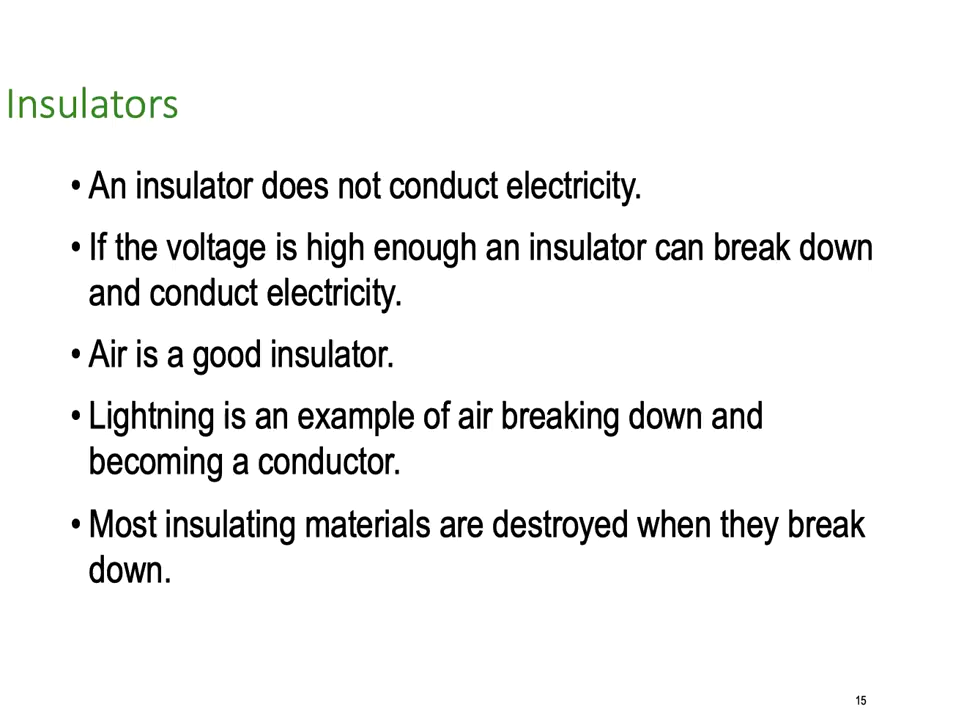 Insulators
• An insulator does not conduct electricity.
• If the voltage is high enough an insulator can break down
and conduct electricity.
• Air is a good insulator.
• Lightning is an example of air breaking down and
becoming a conductor.
• Most insulating materials are destroyed when they break
down.
15